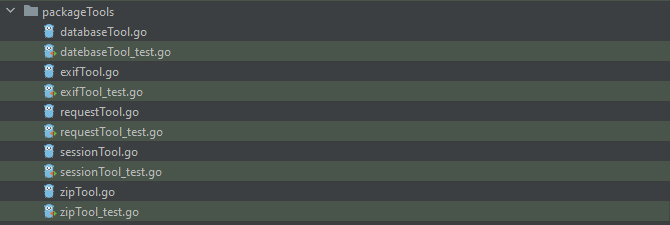 packageTools
databaseTool.go
datebaseTool_test.go
exifTool.go
exifTool_test.go
requestTool.go
requestTool_test.go
sessionTool.go
sessionTool_test.go
zipTool.go
zipTool_test.go